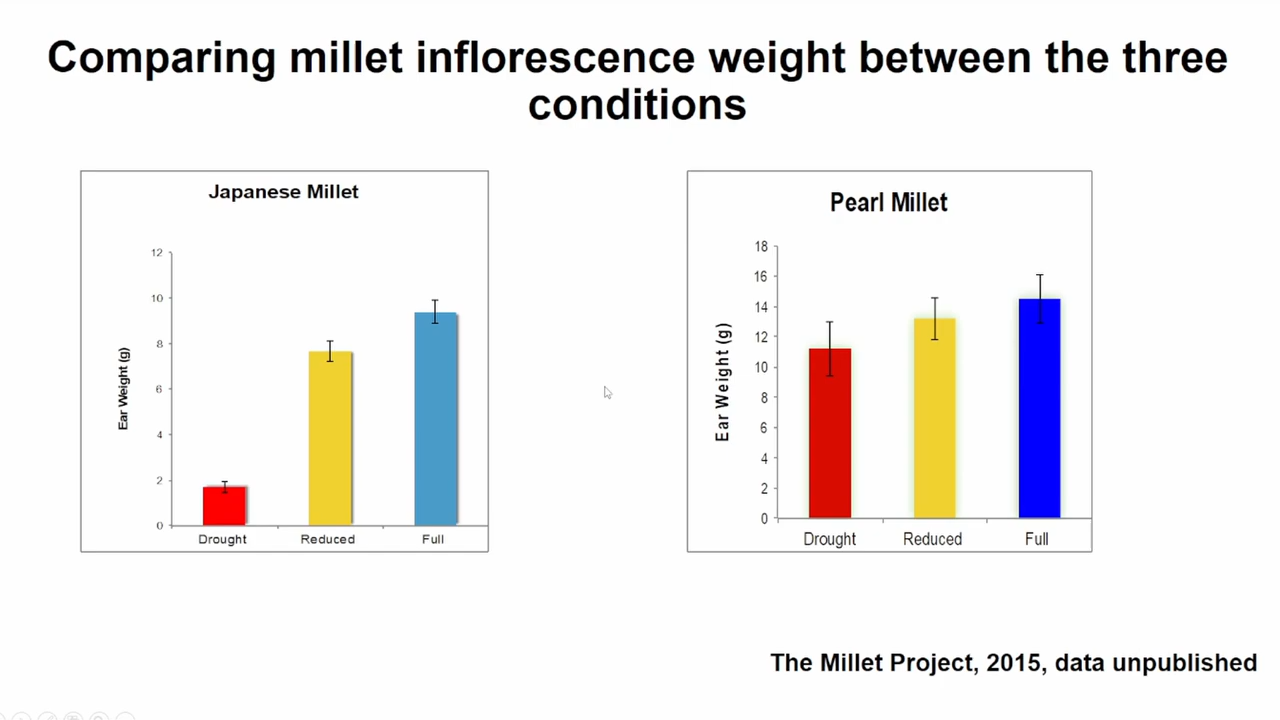 Comparing millet inflorescence weight between the three
conditions
Japanese Millet
12
10
8
6
4
2
0
Ear Weight (g)
Drought Reduced Full
Pearl Millet
18
16
14
12
10
8
6
4
2
0
Ear Weight (g)
Drought Reduced Full
The Millet Project, 2015, data unpublished